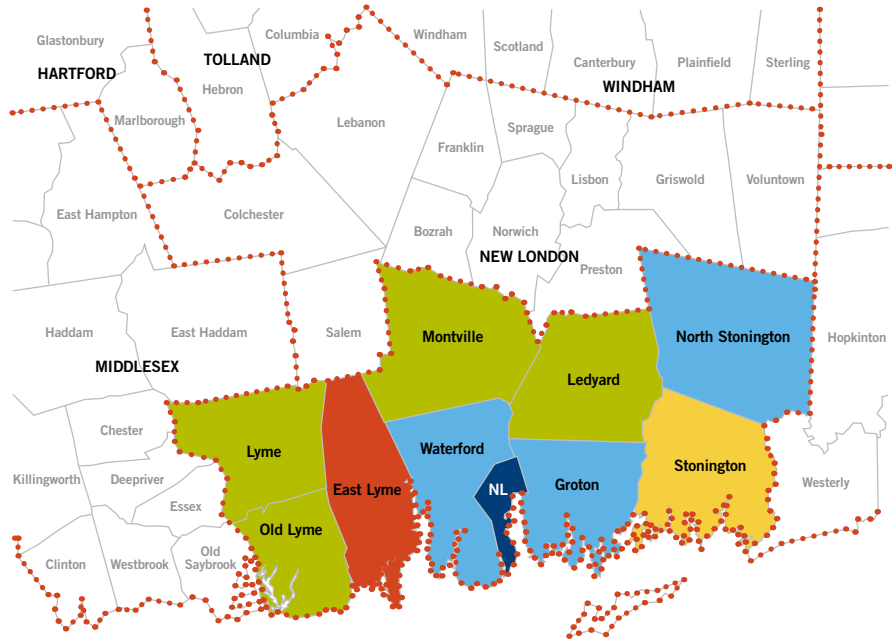 Columbia
Windham
Glastonbury
Scotland
TOLLAND
Canterbury
Plainfield
Sterling
HARTFORD
Hebron
WINDHAM
Marlborough
Lebanon
Sprague
Franklin
Lisbon
Griswold
Voluntown
East Hampton
Colchester
Bozrah
Norwich
NEW LONDON
Preston
Haddam
East Haddam
Salem
Montville
North Stonington
Hopkinton
MIDDLESEX
Ledyard
Chester
Lyme
Waterford
Stonington
Killingworth
Deepriver
East Lyme
NL
Groton
Westerly
Essex
Old Lyme
Clinton
Westbrook
Old
Saybrook